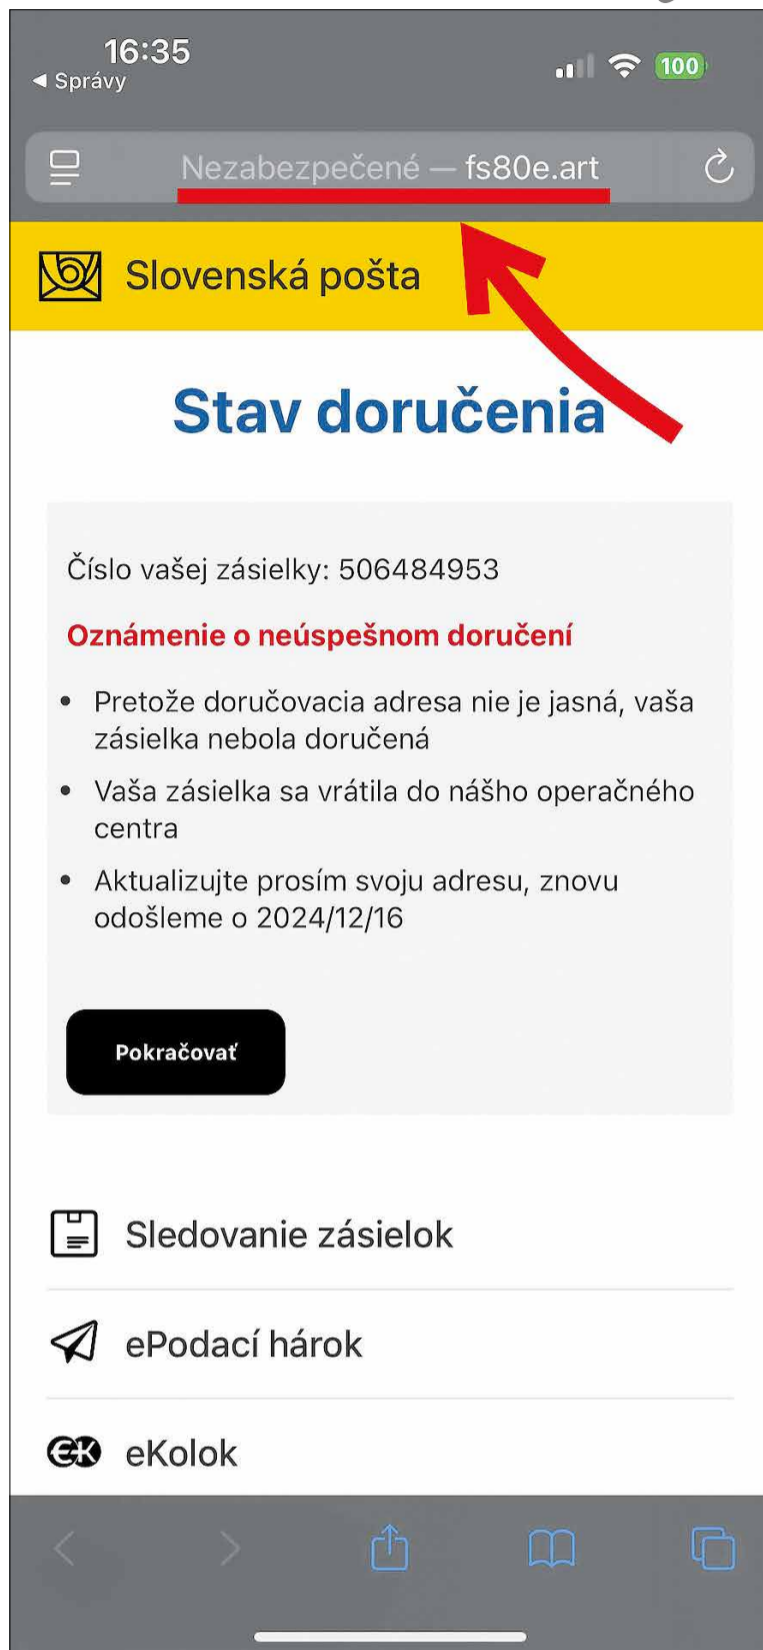 16:35
100
◀ Správy
Nezabezpečené — fs80e.art
Slovenská pošta
Stav doručenia
Číslo vašej zásielky: 506484953
Oznámenie o neúspešnom doručení
• Pretože doručovacia adresa nie je jasná, vaša
zásielka nebola doručená
• Vaša zásielka sa vrátila do nášho operačného
centra
• Aktualizujte prosím svoju adresu, znovu
odošleme o 2024/12/16
Pokračovať
Sledovanie zásielok
ePodací hárok
EK eKolok